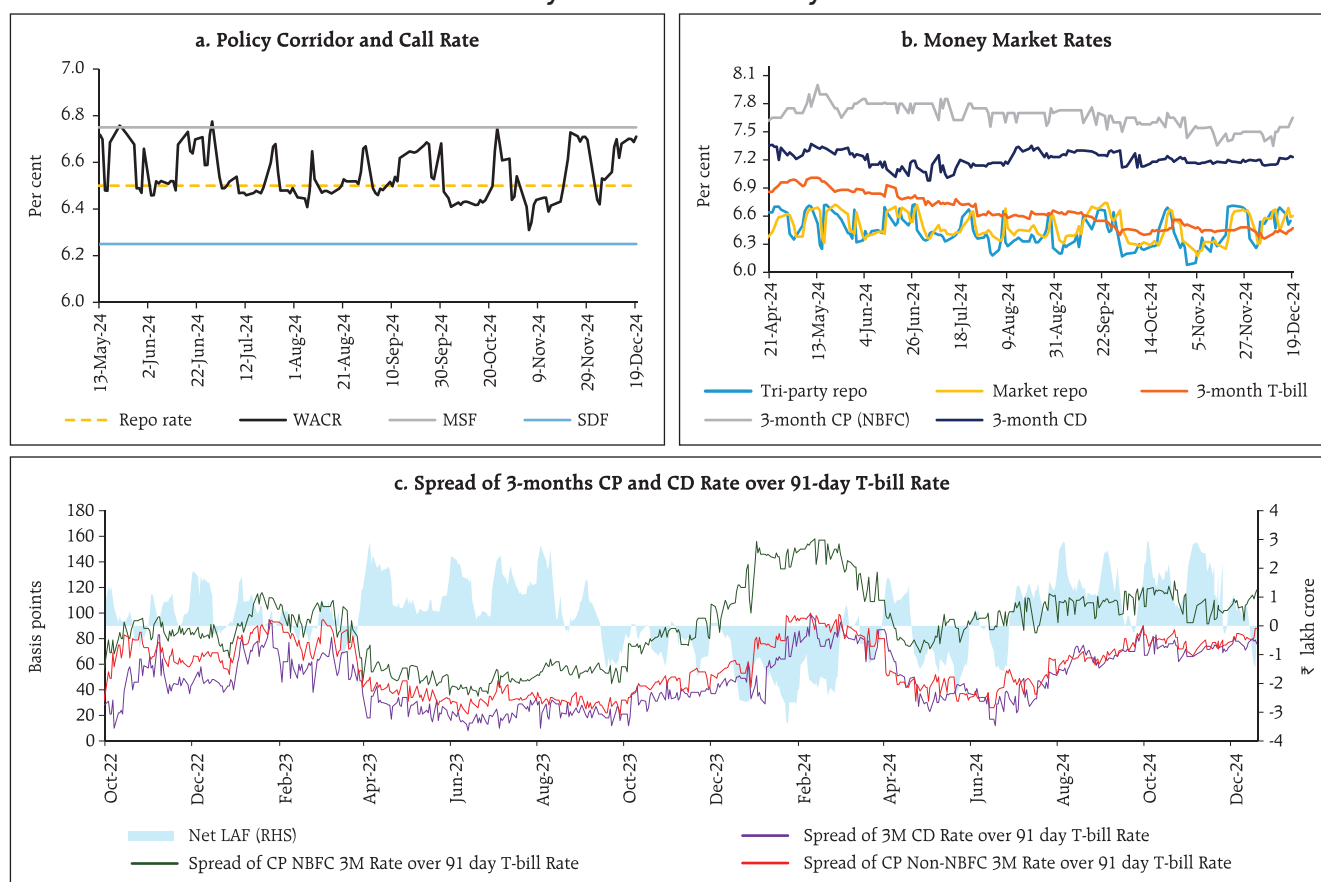 a. Policy Corridor and Call Rate
7.0
6.8
6.6
6.4
6.2
6.0
Per cent
13-May-24
2-Jun-24
22-Jun-24
12-Jul-24
1-Aug-24
21-Aug-24
10-Sep-24
30-Sep-24
20-Oct-24
9-Nov-24
29-Nov-24
19-Dec-24
Repo rate WACR MSF SDF
b. Money Market Rates
8.1
7.8
7.5
7.2
6.9
6.6
6.3
6.0
Per cent
21-Apr-24
13-May-24
4-Jun-24
26-Jun-24
18-Jul-24
9-Aug-24
31-Aug-24
22-Sep-24
14-Oct-24
5-Nov-24
27-Nov-24
19-Dec-24
Tri-party repo Market repo 3-month T-bill
3-month CP (NBFC) 3-month CD
c. Spread of 3-months CP and CD Rate over 91-day T-bill Rate
180
160
140
120
100
80
60
40
20
0
Basis points
4
3
2
1
0
-1
-2
-3
-4
₹ lakh crore
Oct-22
Dec-22
Feb-23
Apr-23
Jun-23
Aug-23
Oct-23
Dec-23
Feb-24
Apr-24
Jun-24
Aug-24
Oct-24
Dec-24
Net LAF (RHS) Spread of 3M CD Rate over 91 day T-bill Rate
Spread of CP NBFC 3M Rate over 91 day T-bill Rate Spread of CP Non-NBFC 3M Rate over 91 day T-bill Rate